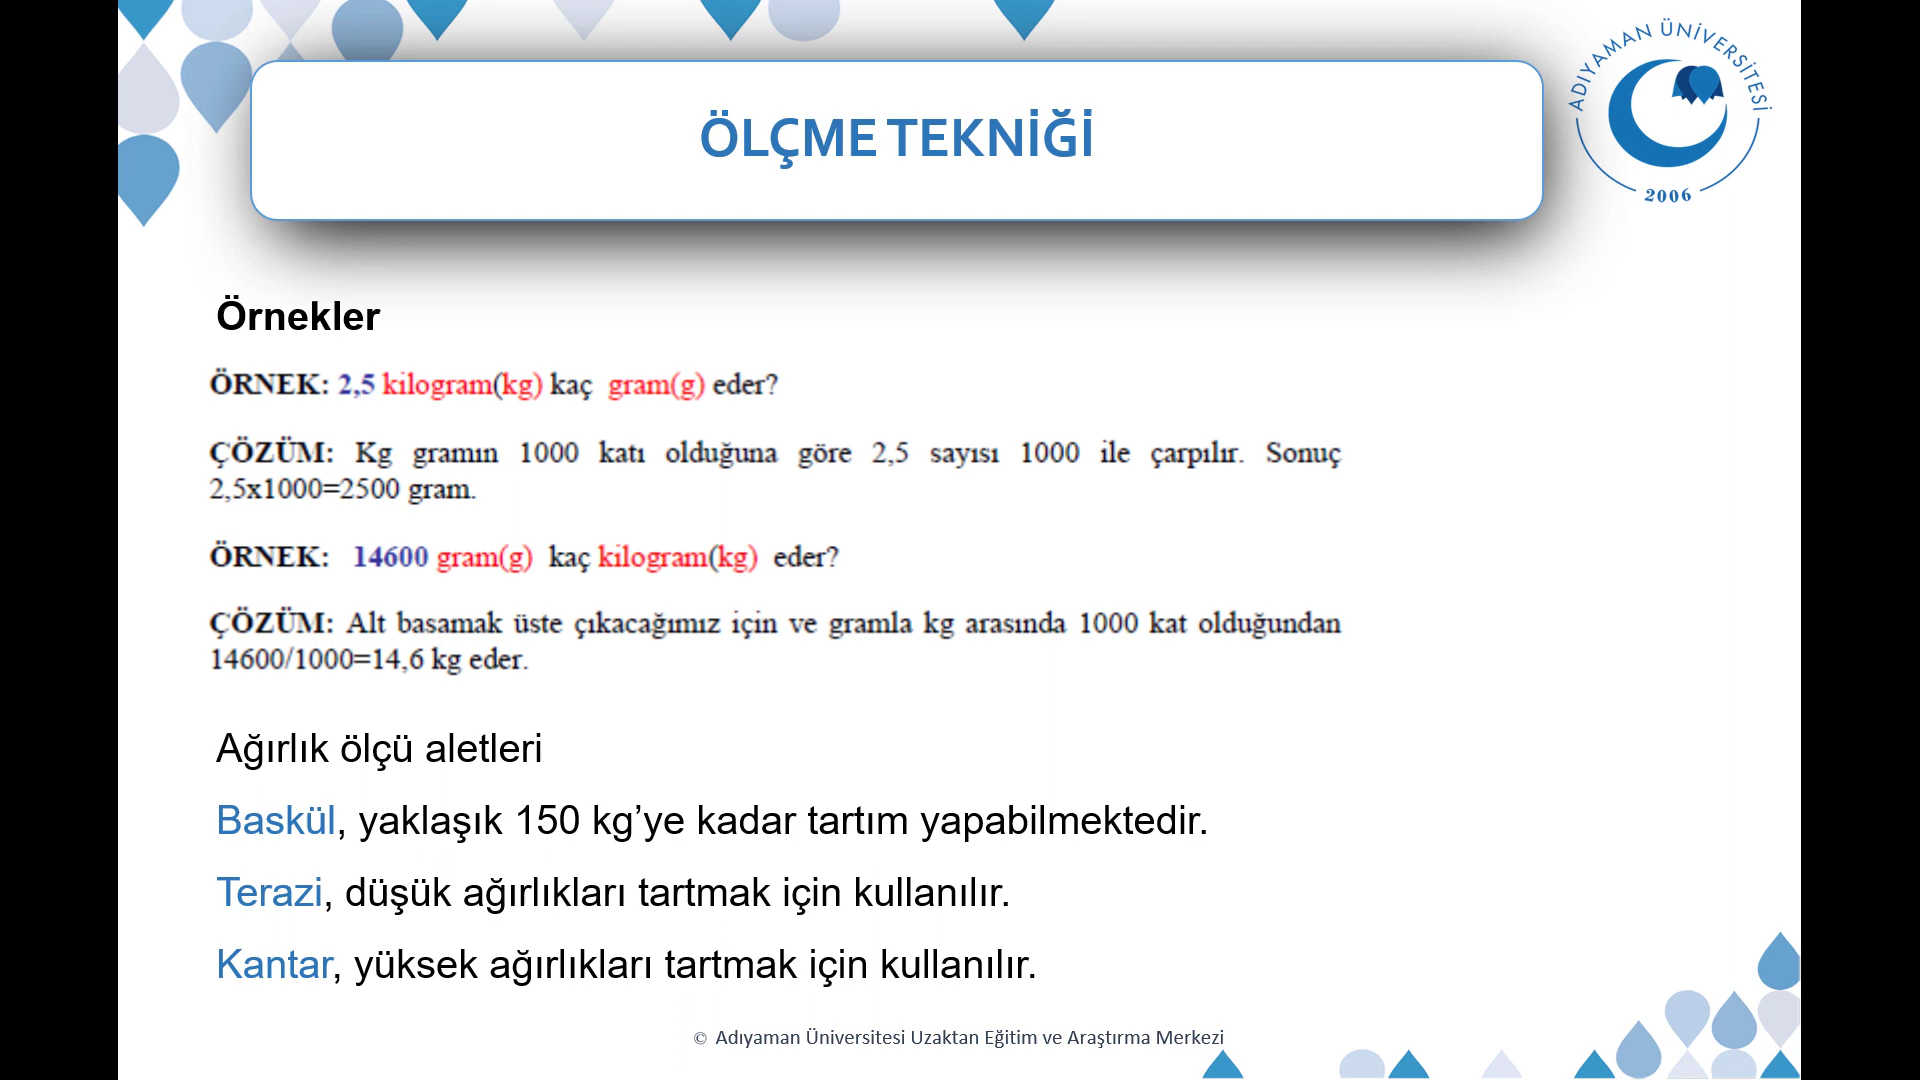 ADIYAMAN ÜNİVERSİTESİ
2006
ÖLÇME TEKNİĞİ
Örnekler
ÖRNEK: 2,5 kilogram(kg) kaç gram(g) eder?
ÇÖZÜM: Kg gramın 1000 katı olduğuna göre 2,5 sayısı 1000 ile çarpılır. Sonuç
2,5x1000=2500 gram.
ÖRNEK: 14600 gram(g) kaç kilogram(kg) eder?
ÇÖZÜM: Alt basamak üste çıkacağımız için ve gramla kg arasında 1000 kat olduğundan
14600/1000=14,6 kg eder.
Ağırlık ölçü aletleri
Baskül, yaklaşık 150 kg’ye kadar tartım yapabilmektedir.
Terazi, düşük ağırlıkları tartmak için kullanılır.
Kantar, yüksek ağırlıkları tartmak için kullanılır.
© Adıyaman Üniversitesi Uzaktan Eğitim ve Araştırma Merkezi